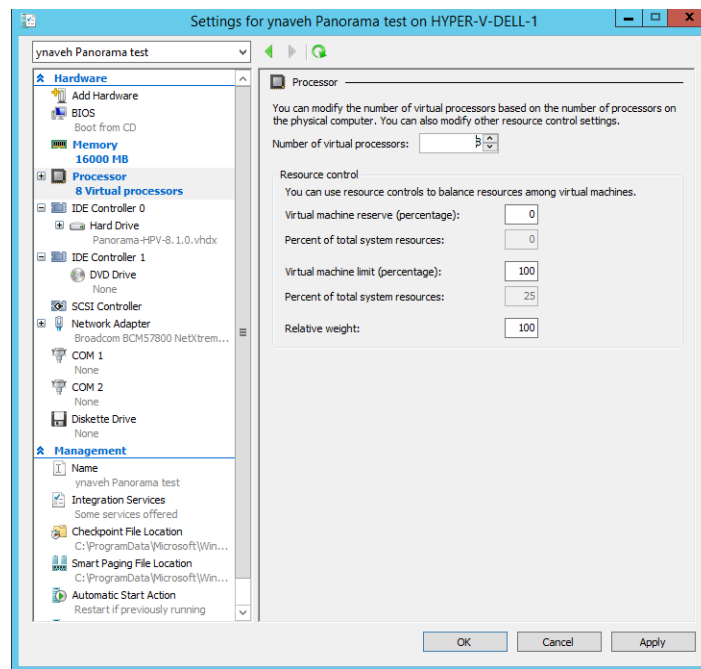 Settings for ynaveh Panorama test on HYPER-V-DELL-1
ynaveh Panorama test
Hardware
Add Hardware
BIOS
Boot from CD
Memory
16000 MB
Processor
8 Virtual processors
IDE Controller 0
Hard Drive
Panorama-HPV-8.1.0.vhdx
IDE Controller 1
DVD Drive
None
SCSI Controller
Network Adapter
Broadcom BCM57800 NetXtrem...
COM 1
None
COM 2
None
Diskette Drive
None
Management
Name
ynaveh Panorama test
Integration Services
Some services offered
Checkpoint File Location
C:\ProgramData\Microsoft\Win...
Smart Paging File Location
C:\ProgramData\Microsoft\Win...
Automatic Start Action
Restart if previously running
Processor
You can modify the number of virtual processors based on the number of processors on
the physical computer. You can also modify other resource control settings.
Number of virtual processors:
Resource control
You can use resource controls to balance resources among virtual machines.
Virtual machine reserve (percentage): 0
Percent of total system resources: 0
Virtual machine limit (percentage): 100
Percent of total system resources: 25
Relative weight: 100
OK Cancel Apply